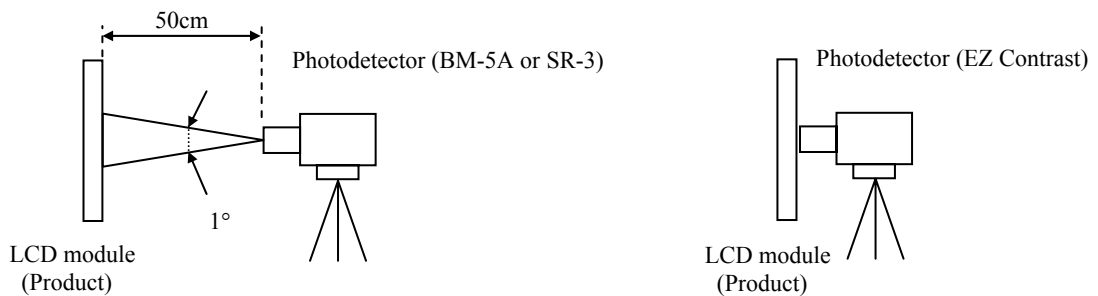 50cm
Photodetector (BM-5A or SR-3)
1°
LCD module
(Product)
Photodetector (EZ Contrast)
LCD module
(Product)